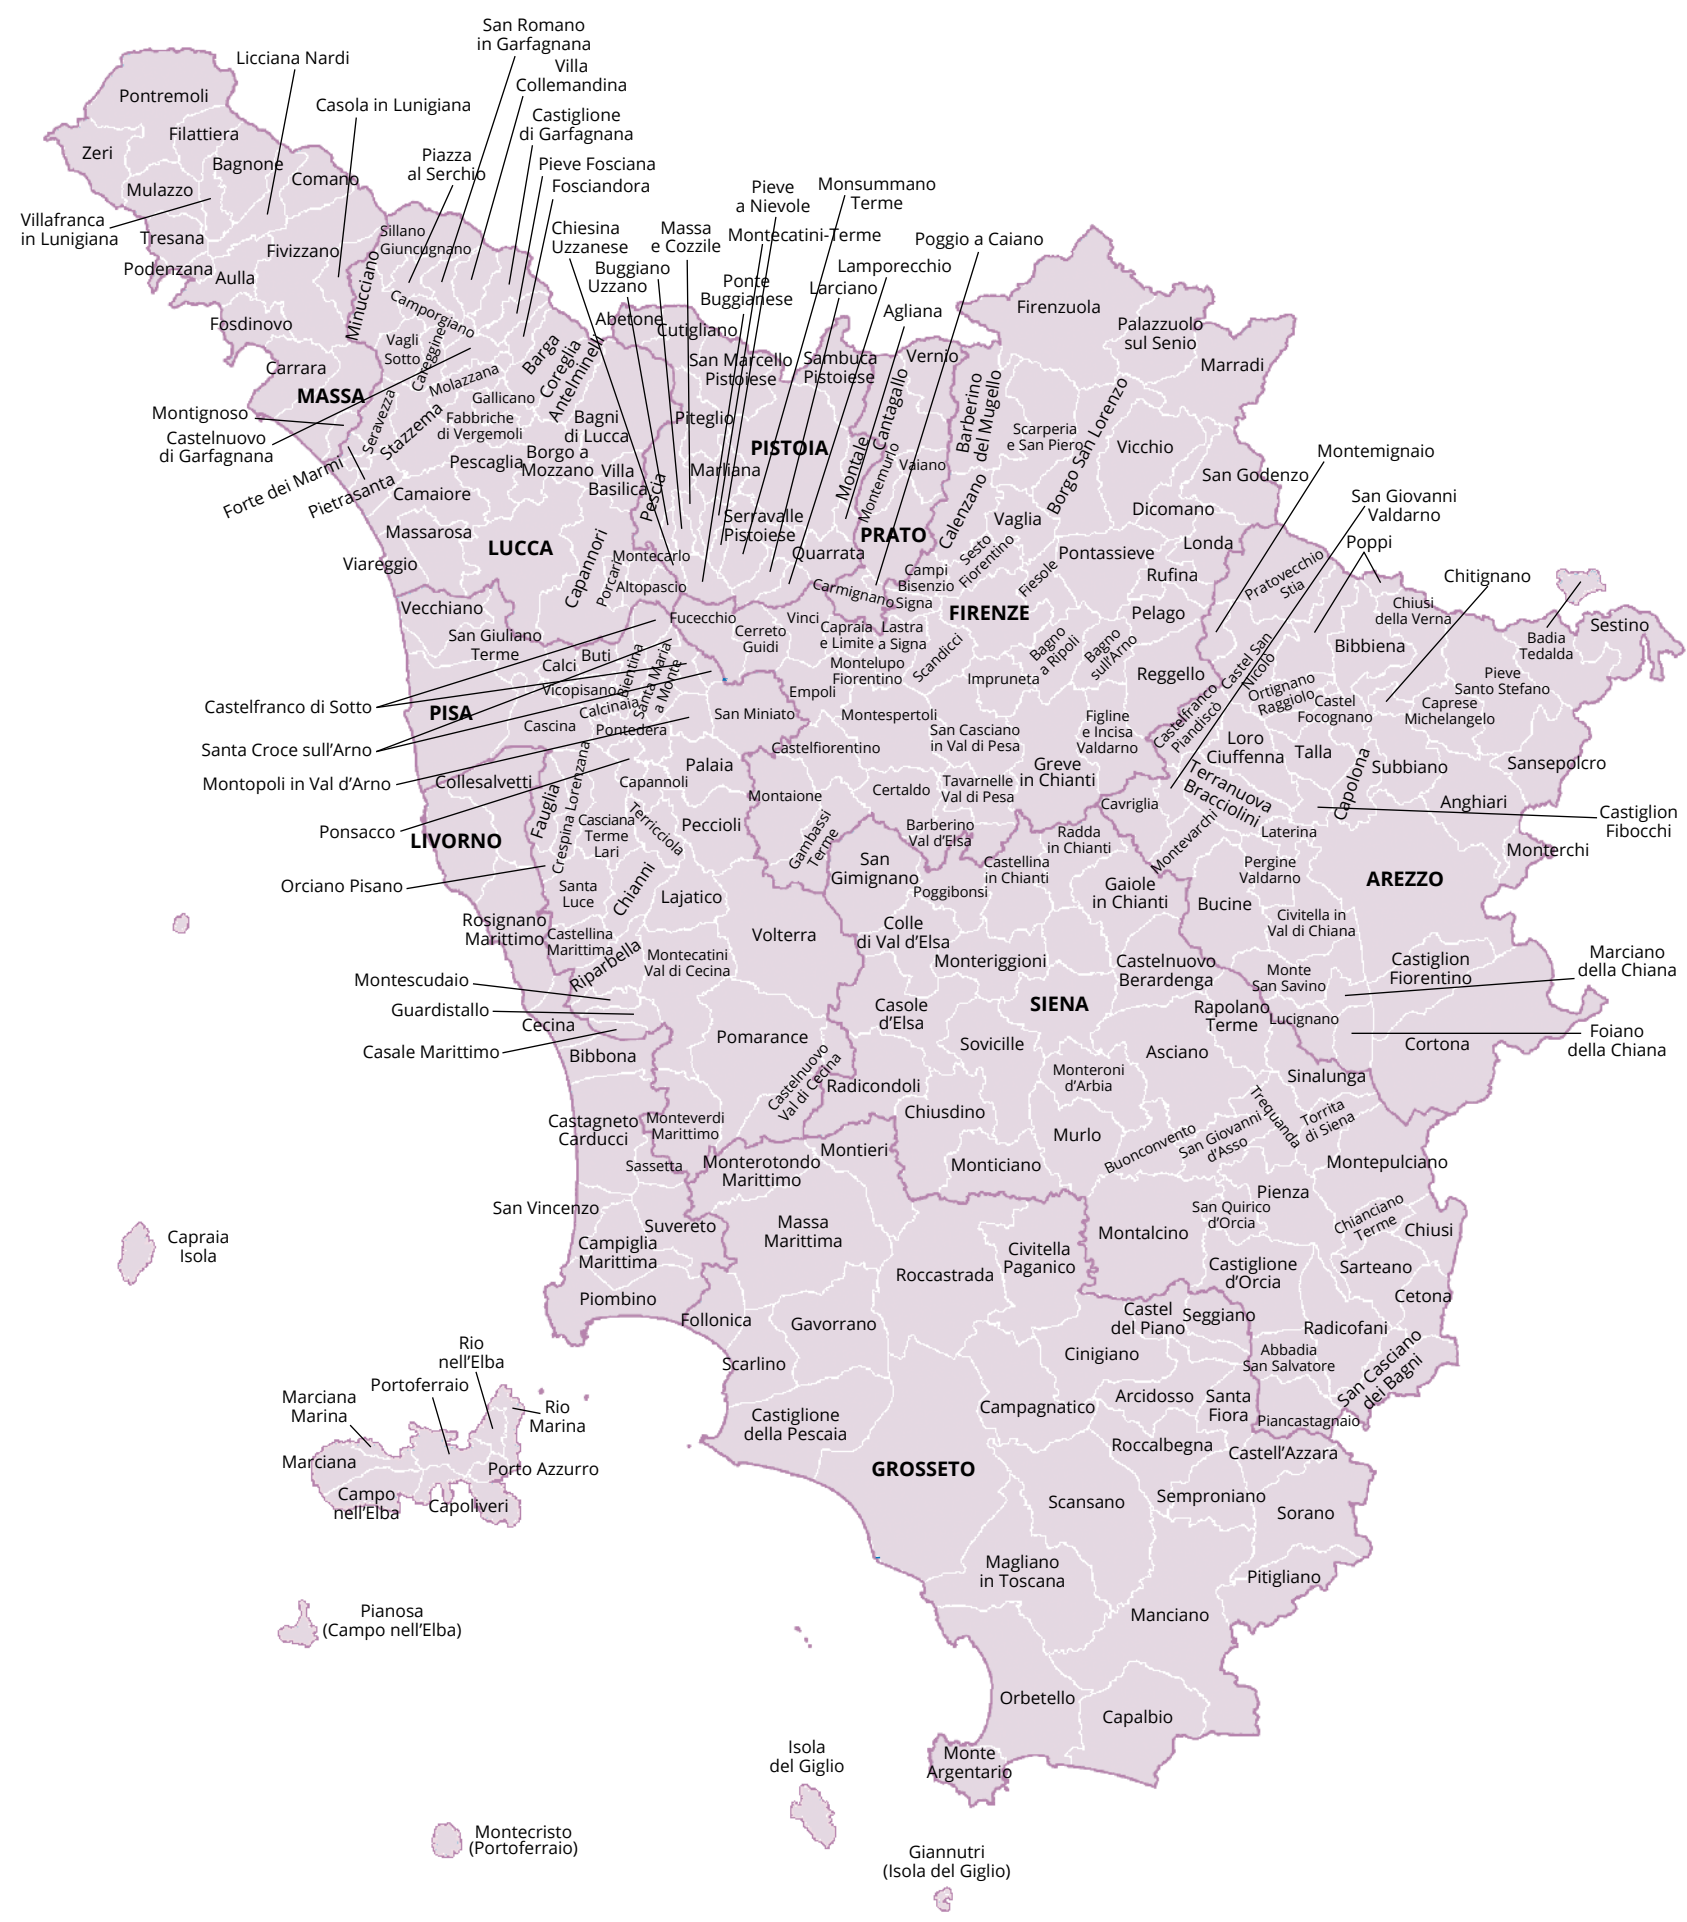 San Romano
in Garfagnana
Licciana Nardi
Villa
Collemandina
Pontremoli
Casola in Lunigiana
Castiglione
di Garfagnana
Filattiera
Zeri
Bagnone
Piazza
al Serchio
Pieve Fosciana
Comano
Mulazzo
Fosciandora
Pieve
a Nievole
Monsummano
Terme
Villafranca
in Lunigiana
Tresana
Sillano
Giuncugnano
Chiesina
Uzzanese
Massa
e Cozzile
Montecatini-Terme
Poggio a Caiano
Fivizzano
Podenzana
Aulla
Minucciano
Buggiano
Uzzano
Ponte
Buggianese
Lamporecchio
Larciano
Camporgiano
Agliana
Firenzuola
Fosdinovo
Abetone
Cutigliano
Palazzuolo
sul Senio
Vagli
Sotto
Careggine
Barga
Coreglia
Antelminelli
San Marcello
Pistoiese
Sambuca
Pistoiese
Vernio
Marradi
Carrara
MASSA
Molazzana
Gallicano
Cantagallo
Barberino
del Mugello
Borgo San Lorenzo
Montignoso
Seravezza
Stazzema
Fabbriche
di Vergemoli
Bagni
di Lucca
Piteglio
Scarperia
e San Piero
Castelnuovo
di Garfagnana
PISTOIA
Vicchio
Montemignaio
Forte dei Marmi
Pescaglia
Borgo a
Mozzano
Villa
Basilica
Pescia
Marliana
Montale
Montemurlo
Vaiano
San Godenzo
Pietrasanta
Camaiore
San Giovanni
Valdarno
Massarosa
Serravalle
Pistoiese
Calenzano
Vaglia
Dicomano
LUCCA
Capannori
PRATO
Poppi
Viareggio
Porcari
Montecarlo
Quarrata
Sesto
Fiorentino
Pontassieve
Londa
Altopascio
Carmignano
Campi
Bisenzio
Fiesole
Rufina
Pratovecchio
Stia
Chitignano
Vecchiano
Signa
FIRENZE
Pelago
Chiusi
della Verna
San Giuliano
Terme
Fucecchio
Vinci
Cerreto
Guidi
Capraia
e Limite
Lastra
a Signa
Bagno
a Ripoli
Bagno
sull'Arno
Bibbiena
Badia
Tedalda
Sestino
Calci
Buti
Bientina
Santa Maria
a Monte
Montelupo
Fiorentino
Scandicci
Impruneta
Reggello
Castel San
Nicolò
Ortignano
Raggiolo
Pieve
Santo Stefano
Vicopisano
Calcinaia
Empoli
Castelfranco
Piandiscò
Castel
Focognano
Caprese
Michelangelo
Castelfranco di Sotto
PISA
Cascina
Pontedera
San Miniato
Montespertoli
San Casciano
in Val di Pesa
Figline
e Incisa
Valdarno
Santa Croce sull'Arno
Castelfiorentino
Loro
Ciuffenna
Talla
Capolona
Subbiano
Sansepolcro
Montopoli in Val d'Arno
Collesalvetti
Crespina Lorenzana
Capannoli
Palaia
Montaione
Certaldo
Tavarnelle
Val di Pesa
Greve
in Chianti
Cavriglia
Terranuova
Bracciolini
Anghiari
Castiglion
Fibocchi
Ponsacco
LIVORNO
Fauglia
Casciana
Terme
Lari
Terricciola
Peccioli
Gambassi
Terme
Barberino
Val d'Elsa
Radda
in Chianti
Montevarchi
Laterina
Monterchi
Orciano Pisano
Santa
Luce
Chianni
Lajatico
San
Gimignano
Poggibonsi
Castellina
in Chianti
Gaiole
in Chianti
Pergine
Valdarno
AREZZO
Bucine
Rosignano
Marittimo
Castellina
Marittima
Riparbella
Montecatini
Val di Cecina
Volterra
Colle
di Val d'Elsa
Civitella in
Val di Chiana
Monteriggioni
Castelnuovo
Berardenga
Monte
San Savino
Castiglion
Fiorentino
Marciano
della Chiana
Montescudaio
Guardistallo
Casole
d'Elsa
SIENA
Rapolano
Terme
Lucignano
Cecina
Casale Marittimo
Bibbona
Pomarance
Castelnuovo
Val di Cecina
Sovicille
Asciano
Cortona
Foiano
della Chiana
Radicondoli
Monteroni
d'Arbia
Sinalunga
Castagneto
Carducci
Monteverdi
Marittimo
Chiusdino
Murlo
Buonconvento
San Giovanni
d'Asso
Trequanda
Torrita
di Siena
Sassetta
Monterotondo
Marittimo
Montieri
Monticiano
Montepulciano
San Vincenzo
Suvereto
Pienza
San Quirico
d'Orcia
Chianciano
Terme
Chiusi
Capraia
Isola
Campiglia
Marittima
Massa
Marittima
Civitella
Paganico
Montalcino
Roccastrada
Castiglione
d'Orcia
Sarteano
Piombino
Follonica
Gavorrano
Castel
del Piano
Seggiano
Cetona
Radicofani
Rio
nell'Elba
Scarlino
Cinigiano
Abbadia
San Salvatore
San Casciano
dei Bagni
Portoferraio
Marciana
Marina
Rio
Marina
Castiglione
della Pescaia
Campagnatico
Arcidosso
Santa
Fiora
Piancastagnaio
Marciana
Porto Azzurro
GROSSETO
Roccalbegna
Castell'Azzara
Campo
nell'Elba
Capoliveri
Scansano
Semproniano
Sorano
Magliano
in Toscana
Pitigliano
Pianosa
(Campo nell'Elba)
Manciano
Orbetello
Capalbio
Isola
del Giglio
Monte
Argentario
Montecristo
(Portoferraio)
Giannutri
(Isola del Giglio)